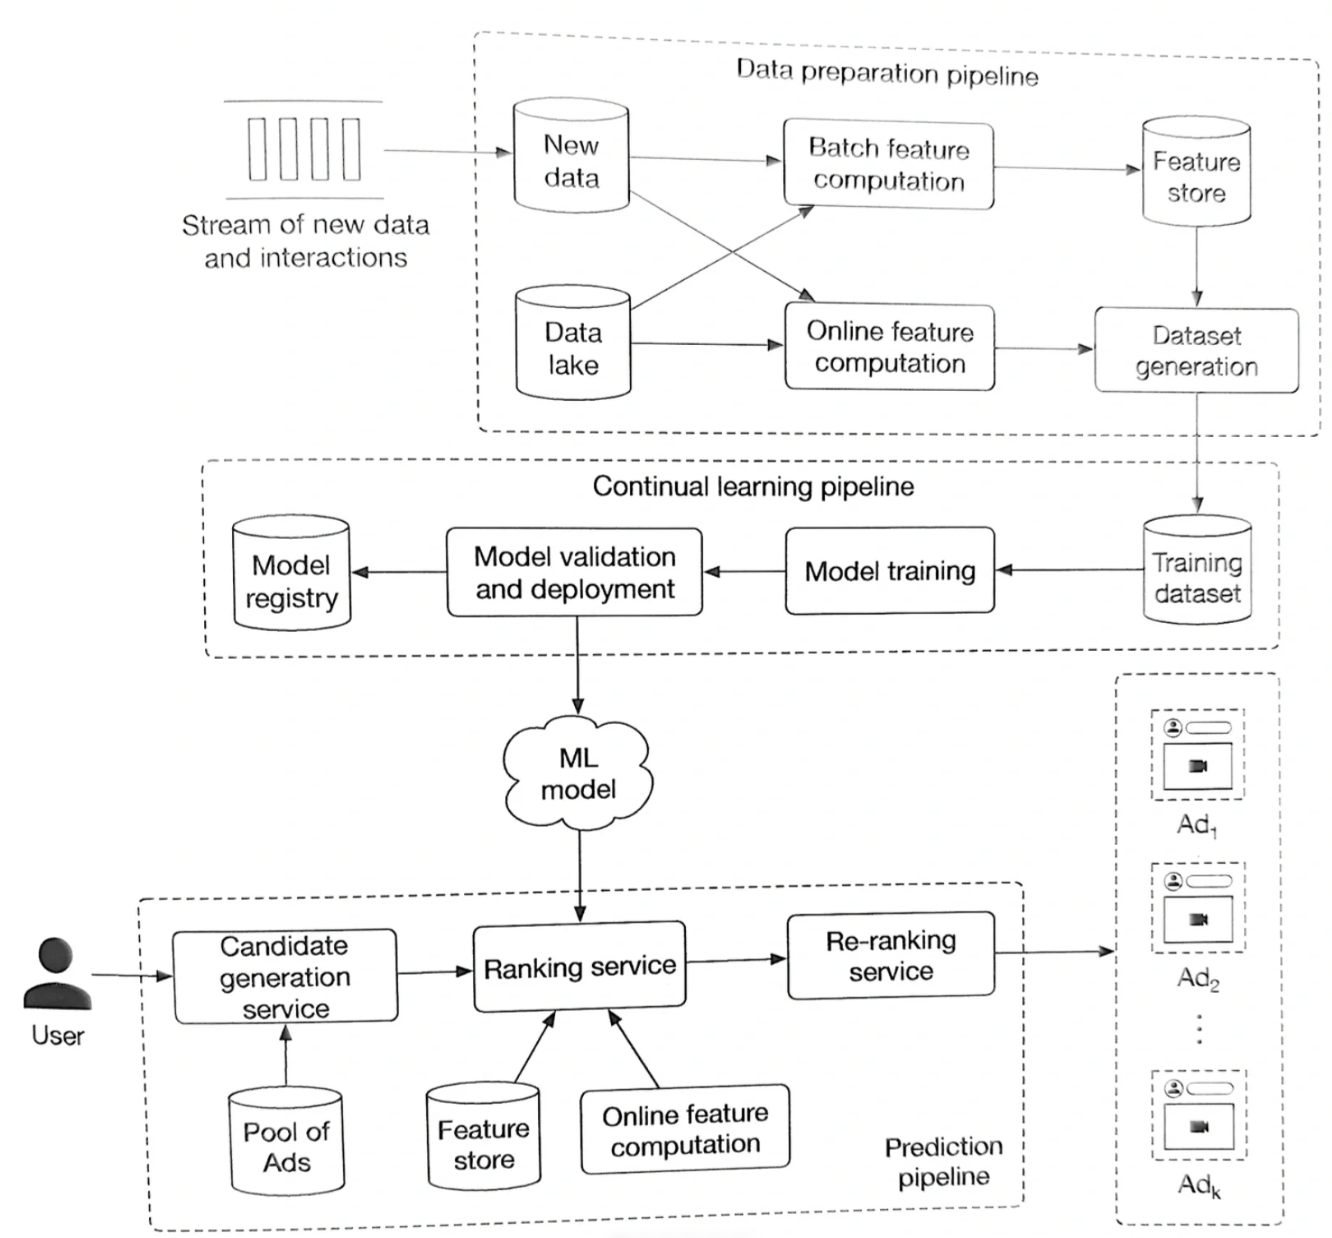 Data preparation pipeline
New
data
Batch feature
computation
Feature
store
Stream of new data
and interactions
Data
lake
Online feature
computation
Dataset
generation
Continual learning pipeline
Model
registry
Model validation
and deployment
Model training
Training
dataset
ML
model
Ad₁
Candidate
generation
service
Ranking service
Re-ranking
service
Ad₂
User
Pool of
Ads
Feature
store
Online feature
computation
Prediction
pipeline
Adₖ